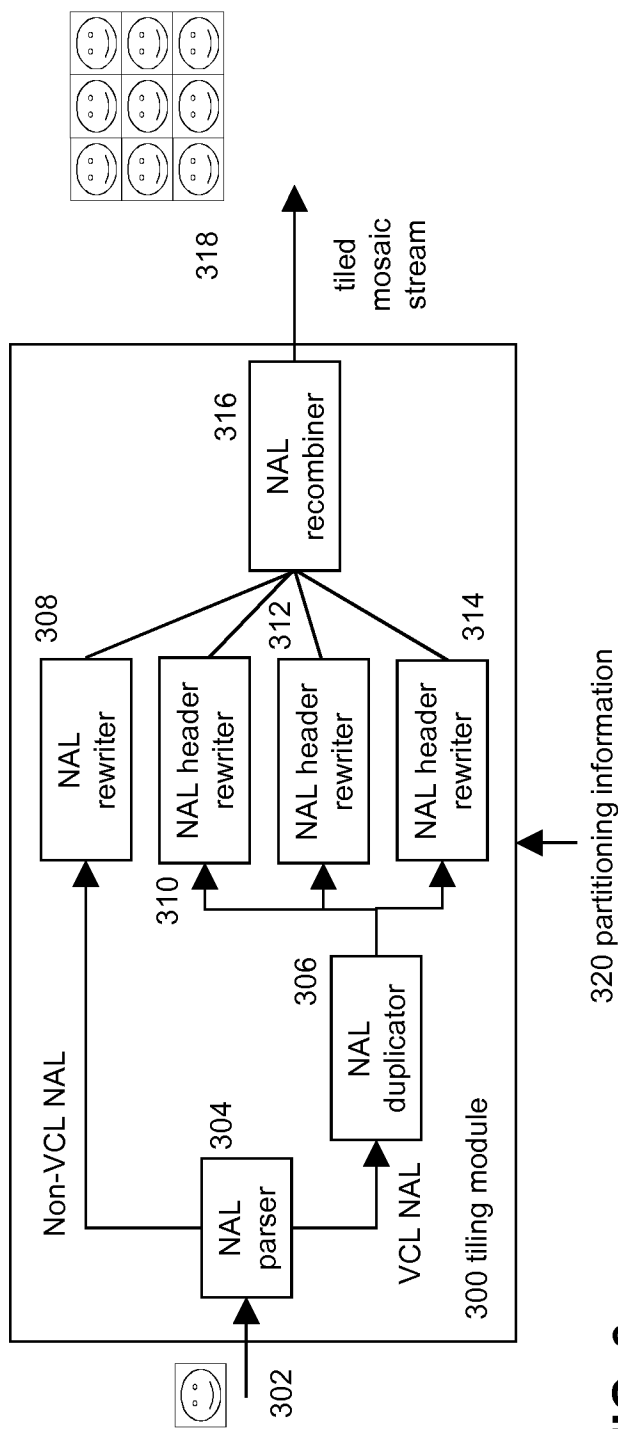 302
Non-VCL NAL
304
NAL
parser
VCL NAL
300 tiling module
306
NAL
duplicator
308
NAL
rewriter
310
NAL header
rewriter
312
NAL header
rewriter
314
NAL header
rewriter
316
NAL
recombiner
318
tiled
mosaic
stream
320 partitioning information